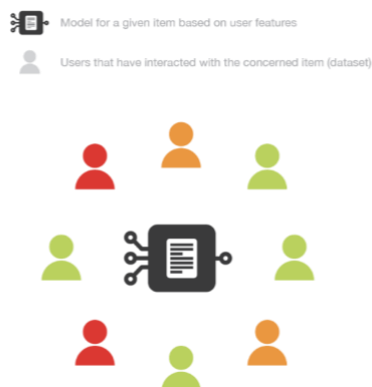 Model for a given item based on user features
Users that have interacted with the concerned item (dataset)